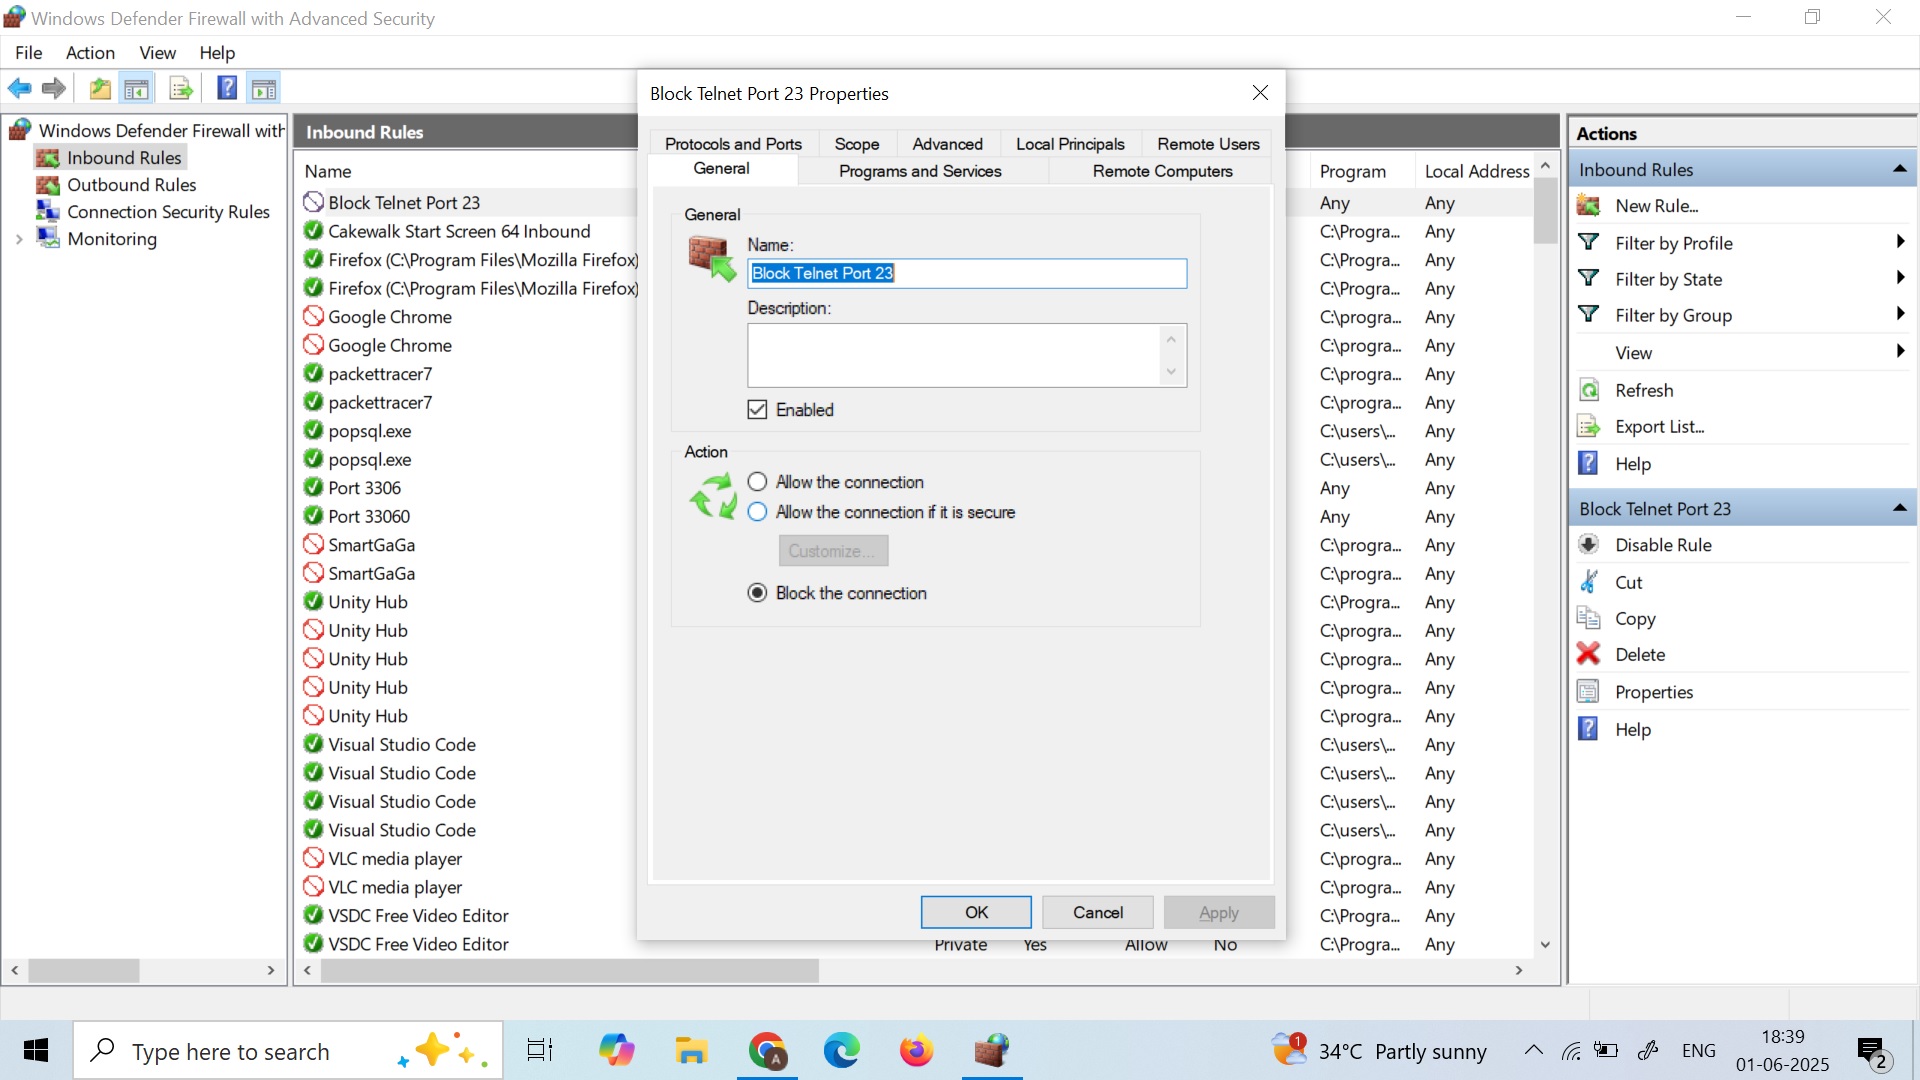 Windows Defender Firewall with Advanced Security
File Action View Help
Windows Defender Firewall with
Inbound Rules
Outbound Rules
Connection Security Rules
Monitoring
Inbound Rules
Name
Program Local Address
Block Telnet Port 23
Any Any
Cakewalk Start Screen 64 Inbound
C:\Progra... Any
Firefox (C:\Program Files\Mozilla Firefox)
C:\Progra... Any
Firefox (C:\Program Files\Mozilla Firefox)
C:\Progra... Any
Google Chrome
C:\progra... Any
Google Chrome
C:\progra... Any
packettracer7
C:\progra... Any
packettracer7
C:\progra... Any
popsql.exe
C:\users\... Any
popsql.exe
C:\users\... Any
Port 3306
Any Any
Port 33060
Any Any
SmartGaGa
C:\progra... Any
SmartGaGa
C:\progra... Any
Unity Hub
C:\Progra... Any
Unity Hub
C:\progra... Any
Unity Hub
C:\progra... Any
Unity Hub
C:\progra... Any
Unity Hub
C:\progra... Any
Visual Studio Code
C:\users\... Any
Visual Studio Code
C:\users\... Any
Visual Studio Code
C:\users\... Any
Visual Studio Code
C:\users\... Any
VLC media player
C:\progra... Any
VLC media player
C:\progra... Any
VSDC Free Video Editor
C:\Progra... Any
VSDC Free Video Editor
Private Yes Allow No
C:\Progra... Any
Block Telnet Port 23 Properties
Protocols and Ports Scope Advanced Local Principals Remote Users
General Programs and Services Remote Computers
General
Name:
Block Telnet Port 23
Description:
Enabled
Action
Allow the connection
Allow the connection if it is secure
Customize...
Block the connection
OK Cancel Apply
Actions
Inbound Rules
New Rule...
Filter by Profile
Filter by State
Filter by Group
View
Refresh
Export List...
Help
Block Telnet Port 23
Disable Rule
Cut
Copy
Delete
Properties
Help
Type here to search
A
1
34°C Partly sunny
ENG
18:39
01-06-2025
2